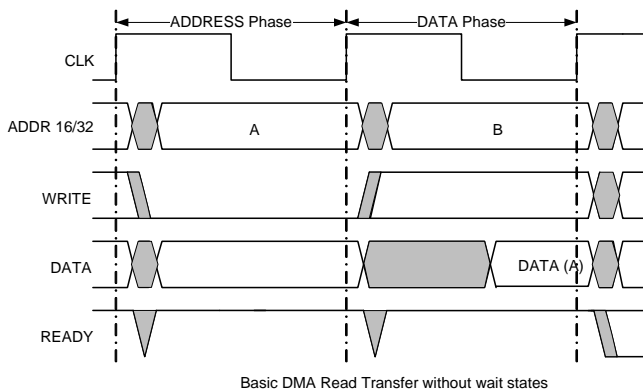 ADDRESS Phase DATA Phase
CLK
ADDR 16/32 A B
WRITE
DATA DATA (A)
READY
Basic DMA Read Transfer without wait states